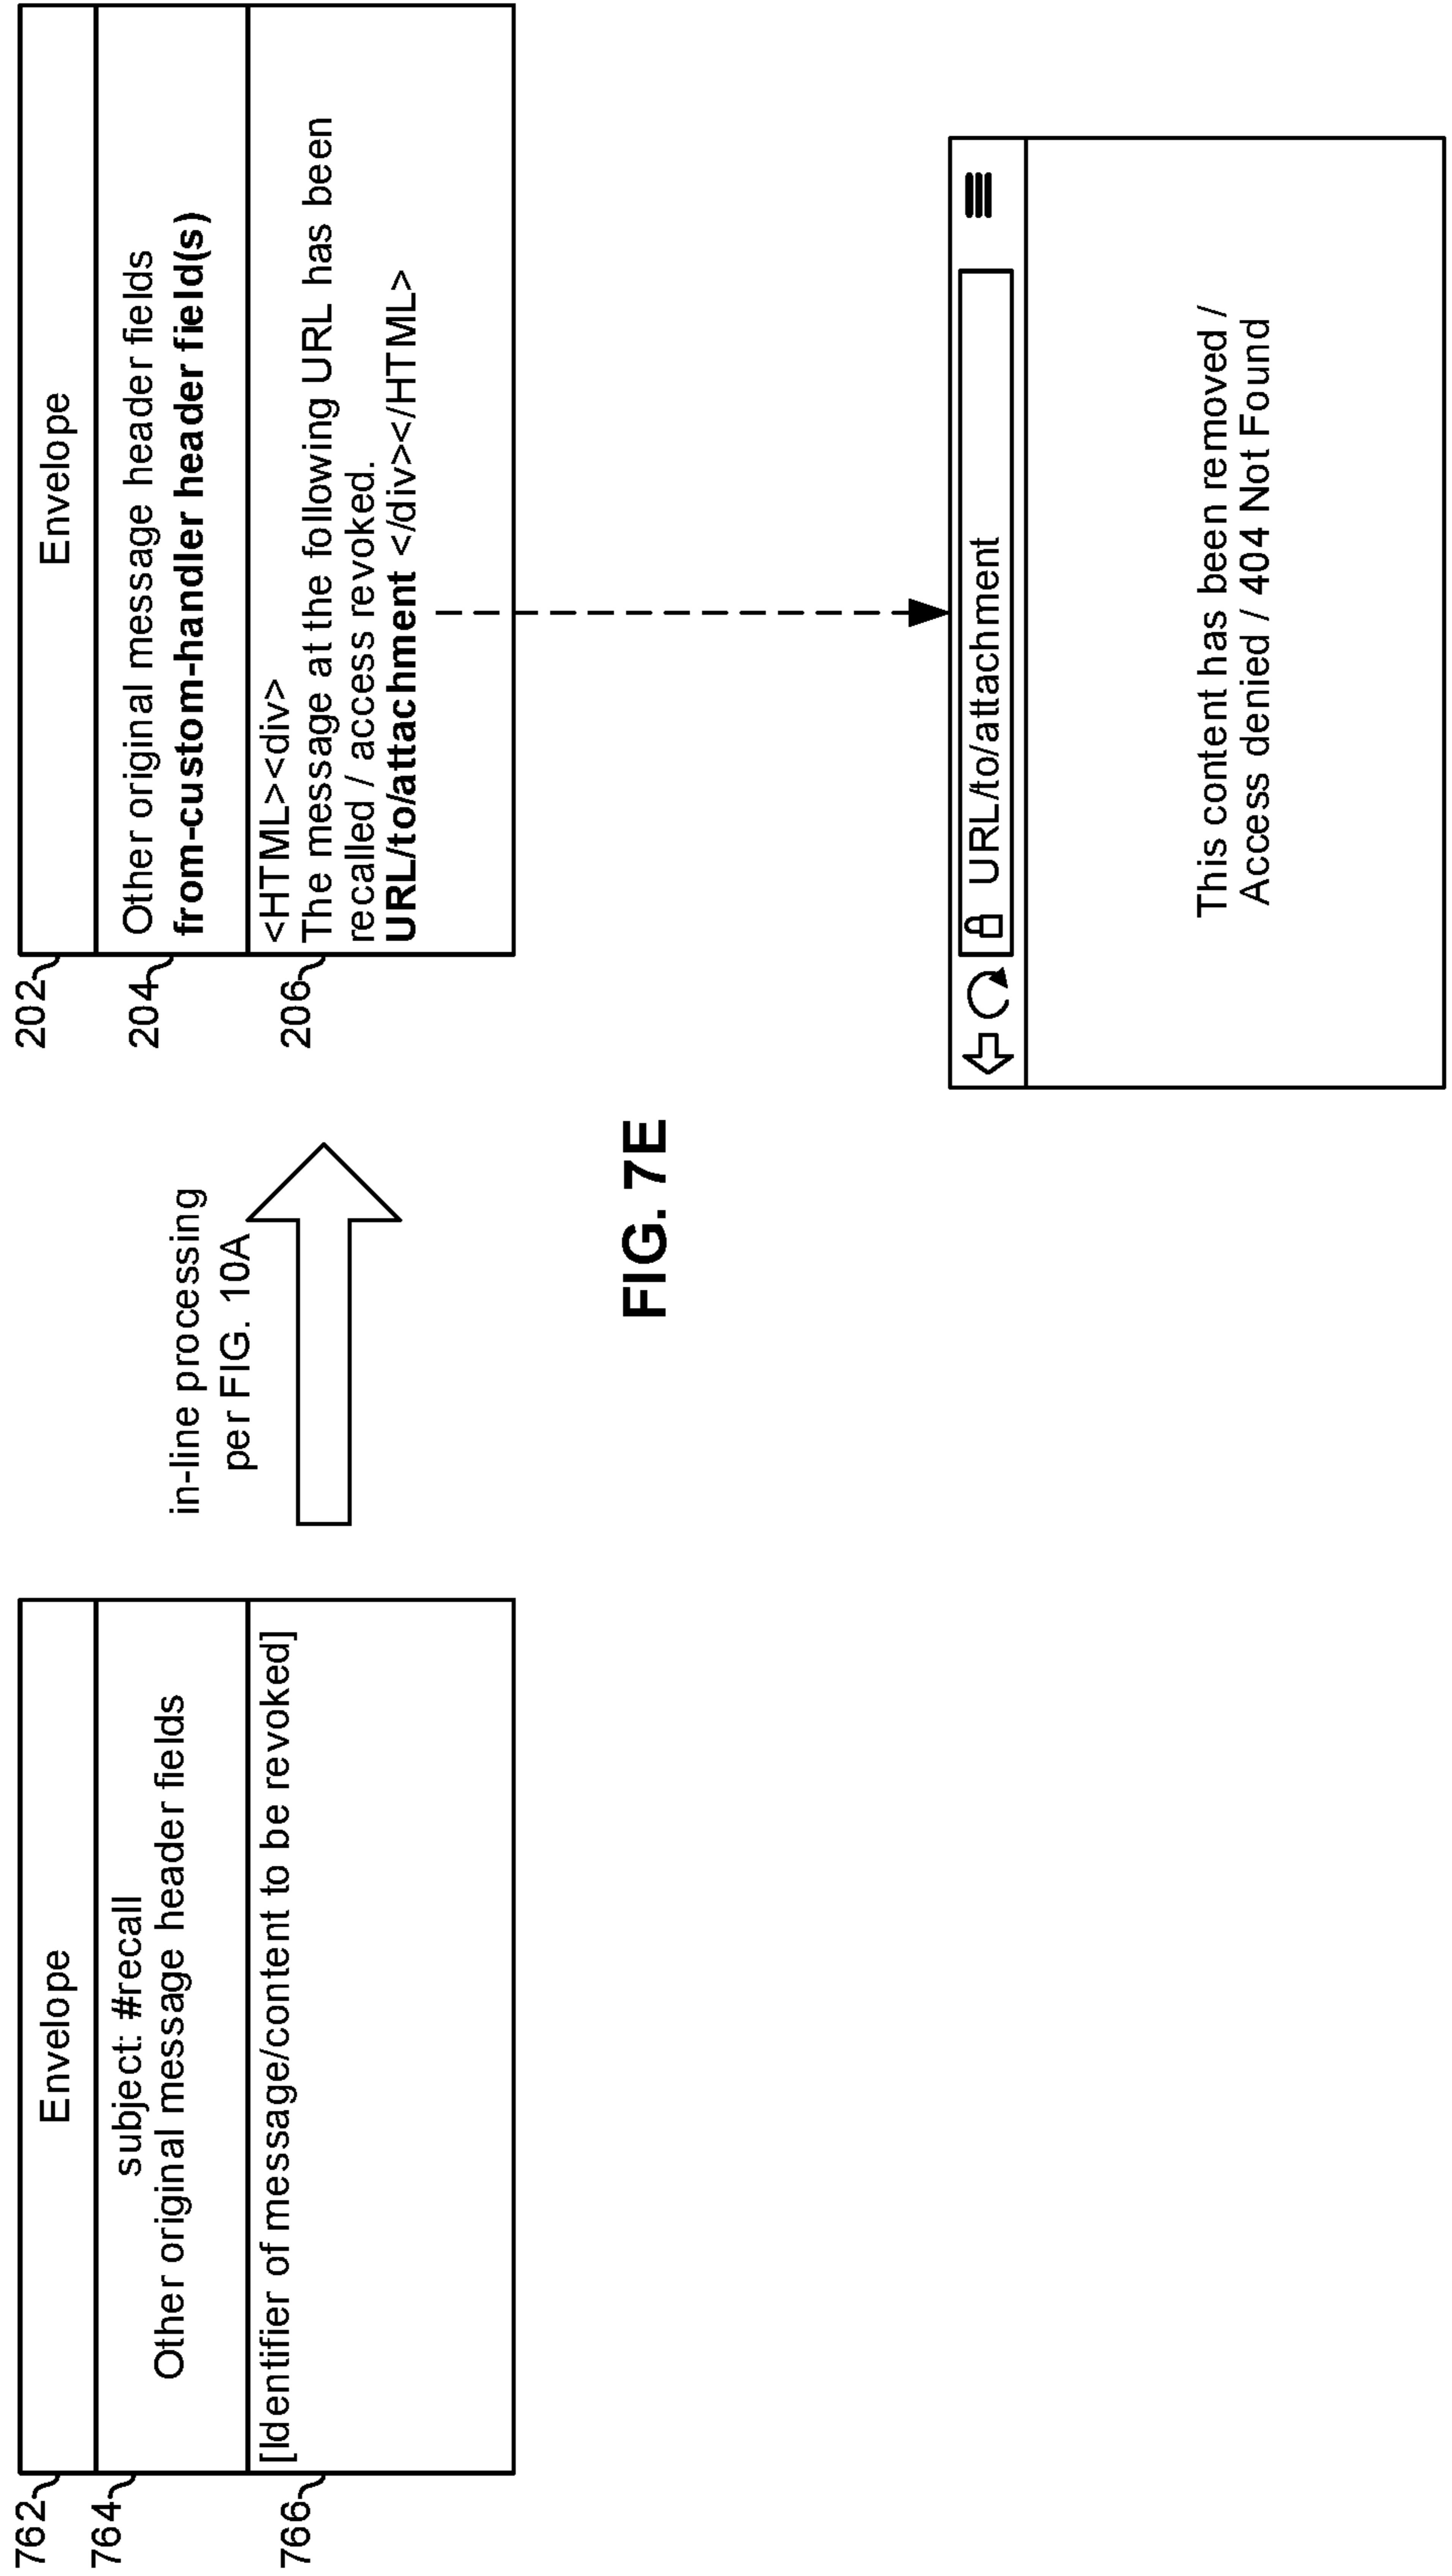 762
Envelope
764
subject: #recall
Other original message header fields
766
[Identifier of message/content to be revoked]
in-line processing
per FIG. 10A
202
Envelope
204
Other original message header fields
from-custom-handler header field(s)
206
<HTML><div>
The message at the following URL has been
recalled / access revoked.
URL/to/attachment </div></HTML>
FIG. 7E
URL/to/attachment
This content has been removed /
Access denied / 404 Not Found